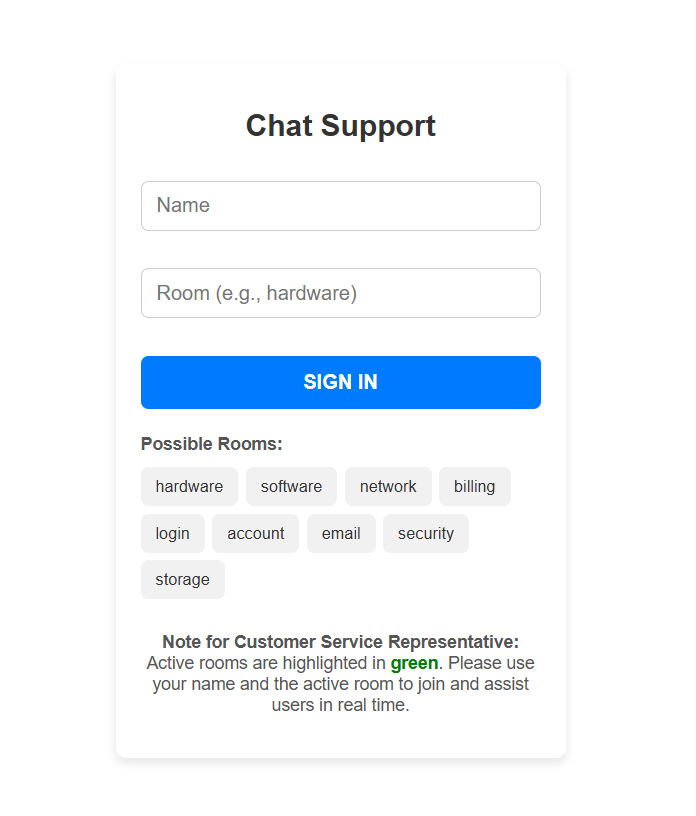 Chat Support
Name
Room (e.g., hardware)
SIGN IN
Possible Rooms:
hardware software network billing
login account email security
storage
Note for Customer Service Representative:
Active rooms are highlighted in green. Please use
your name and the active room to join and assist
users in real time.